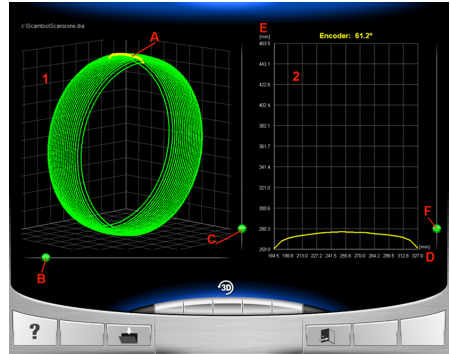 c:\Scambio\Scansione.dia
A
1
B
C
E
[mm]
Encoder: 61.2°
2
463.5
443.1
422.8
402.4
382.1
361.7
341.4
321.0
300.6
280.3
259.9
F
[mm]
D
184.5 198.8 213.0 227.2 241.5 255.8 270.0 284.2 298.5 312.8 327.0
3D
?